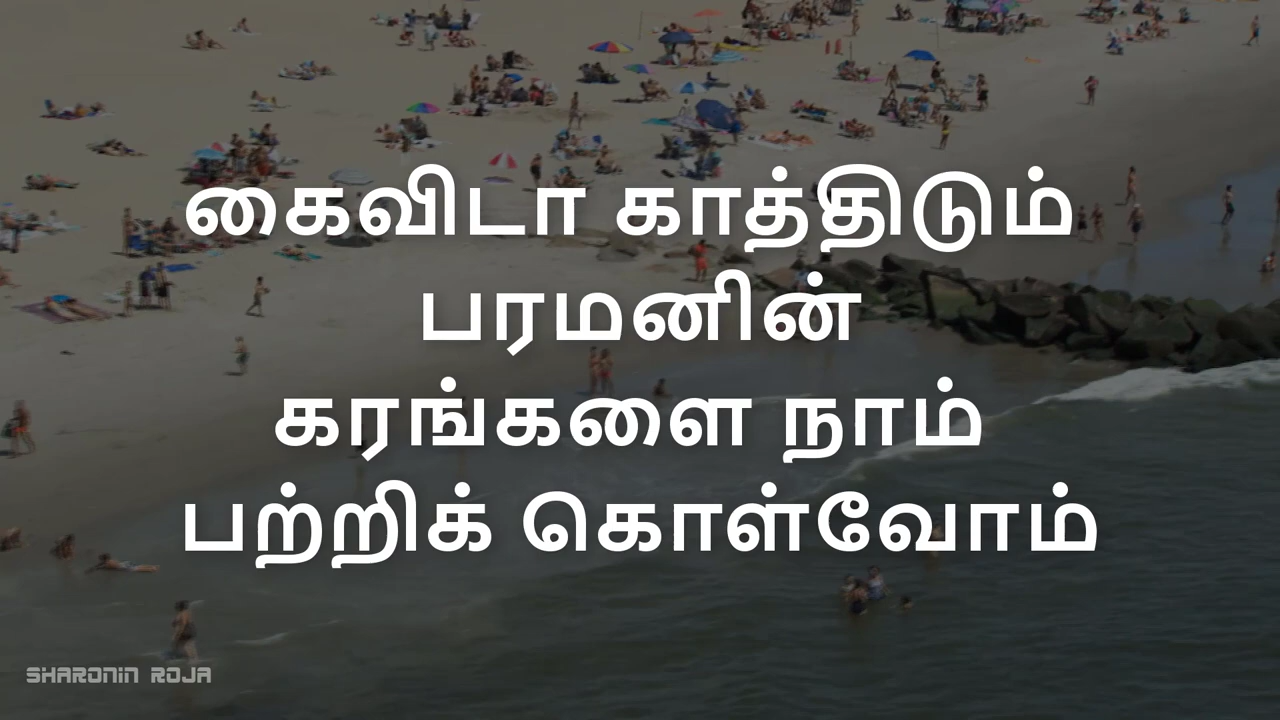 கைவிடா காத்திடும்
பரமனின்
கரங்களை நாம்
பற்றிக் கொள்வோம்
SHARONIN ROJA